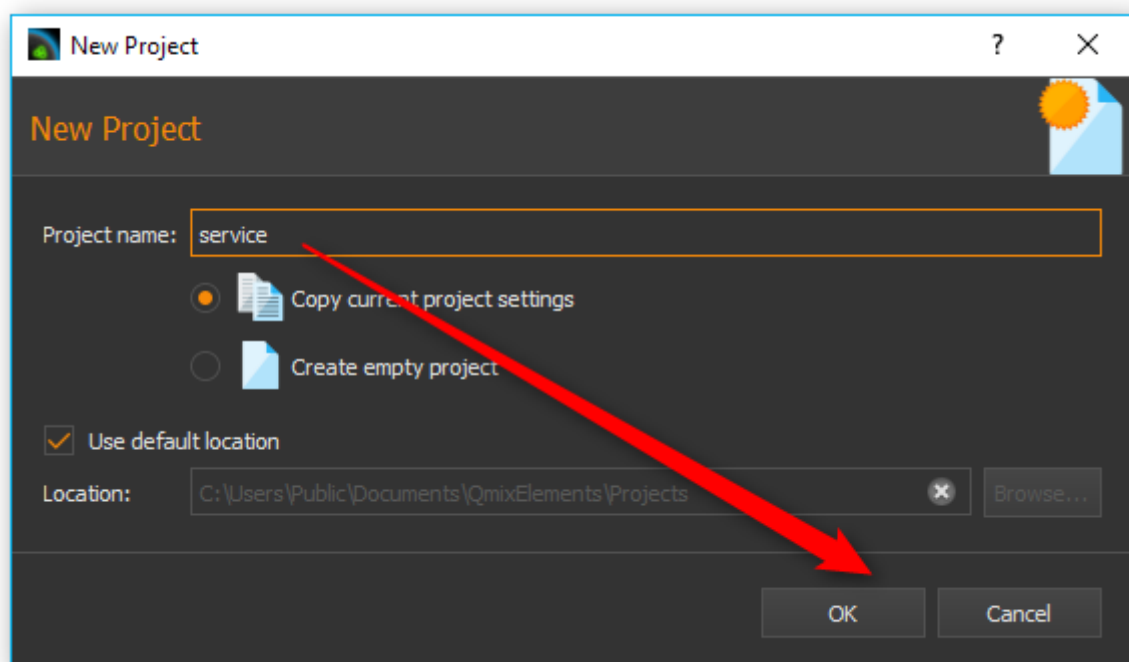 New Project
?
New Project
Project name: service
Copy current project settings
Create empty project
Use default location
Location: C:\Users\Public\Documents\QmixElements\Projects Browse...
OK Cancel